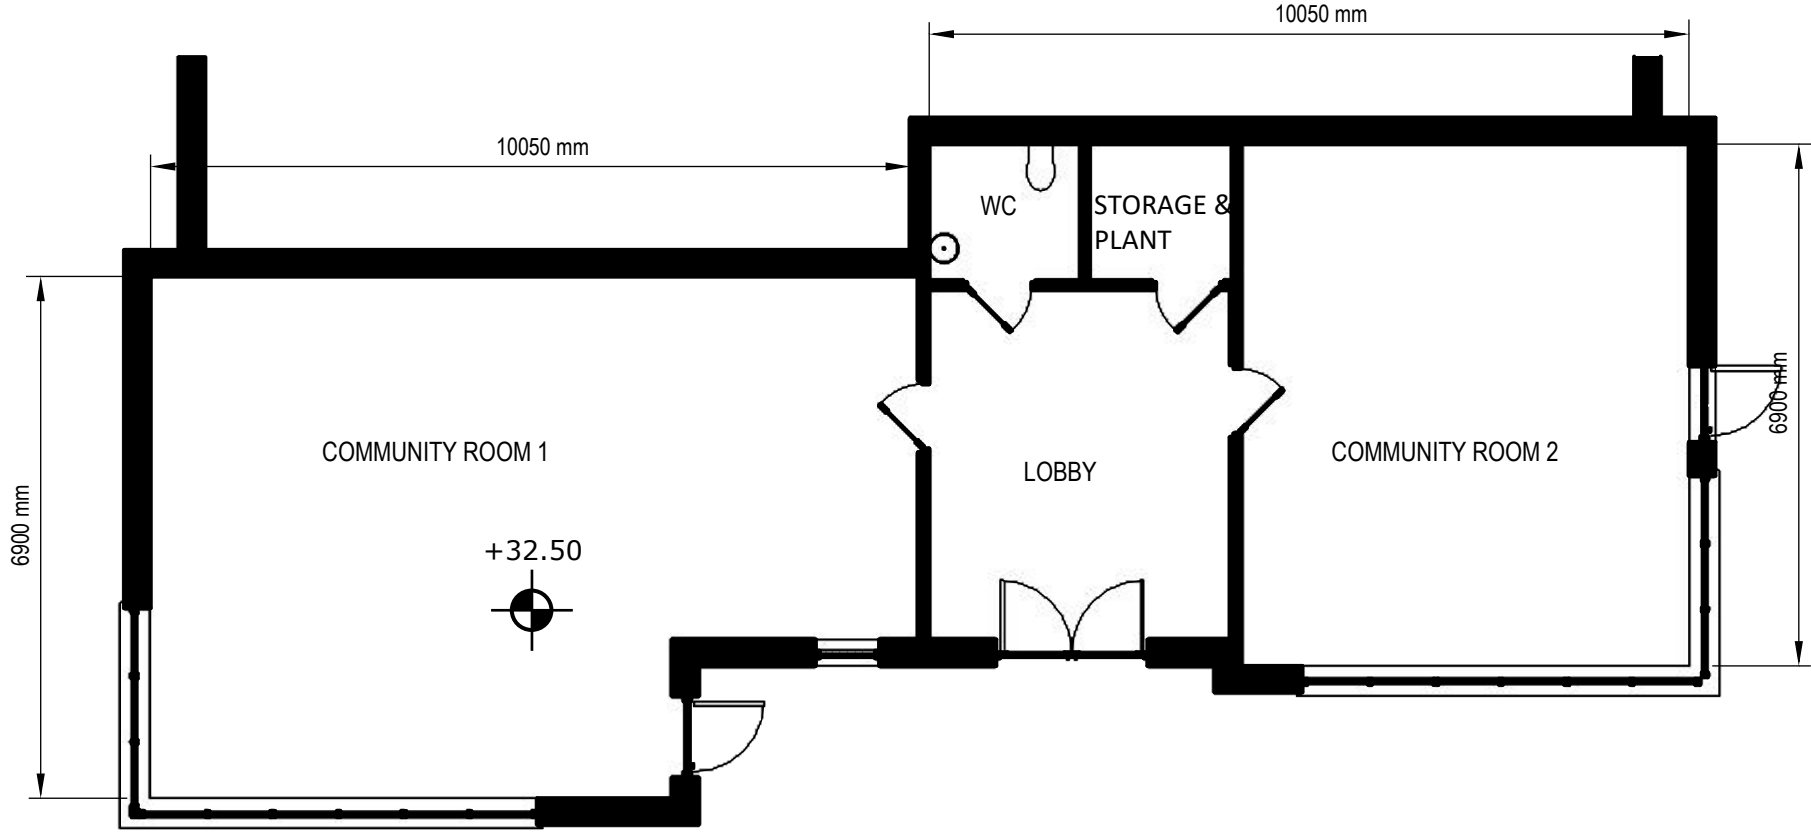 10050 mm
10050 mm
WC
STORAGE &
PLANT
COMMUNITY ROOM 1
LOBBY
COMMUNITY ROOM 2
6900 mm
6900 mm
+32.50